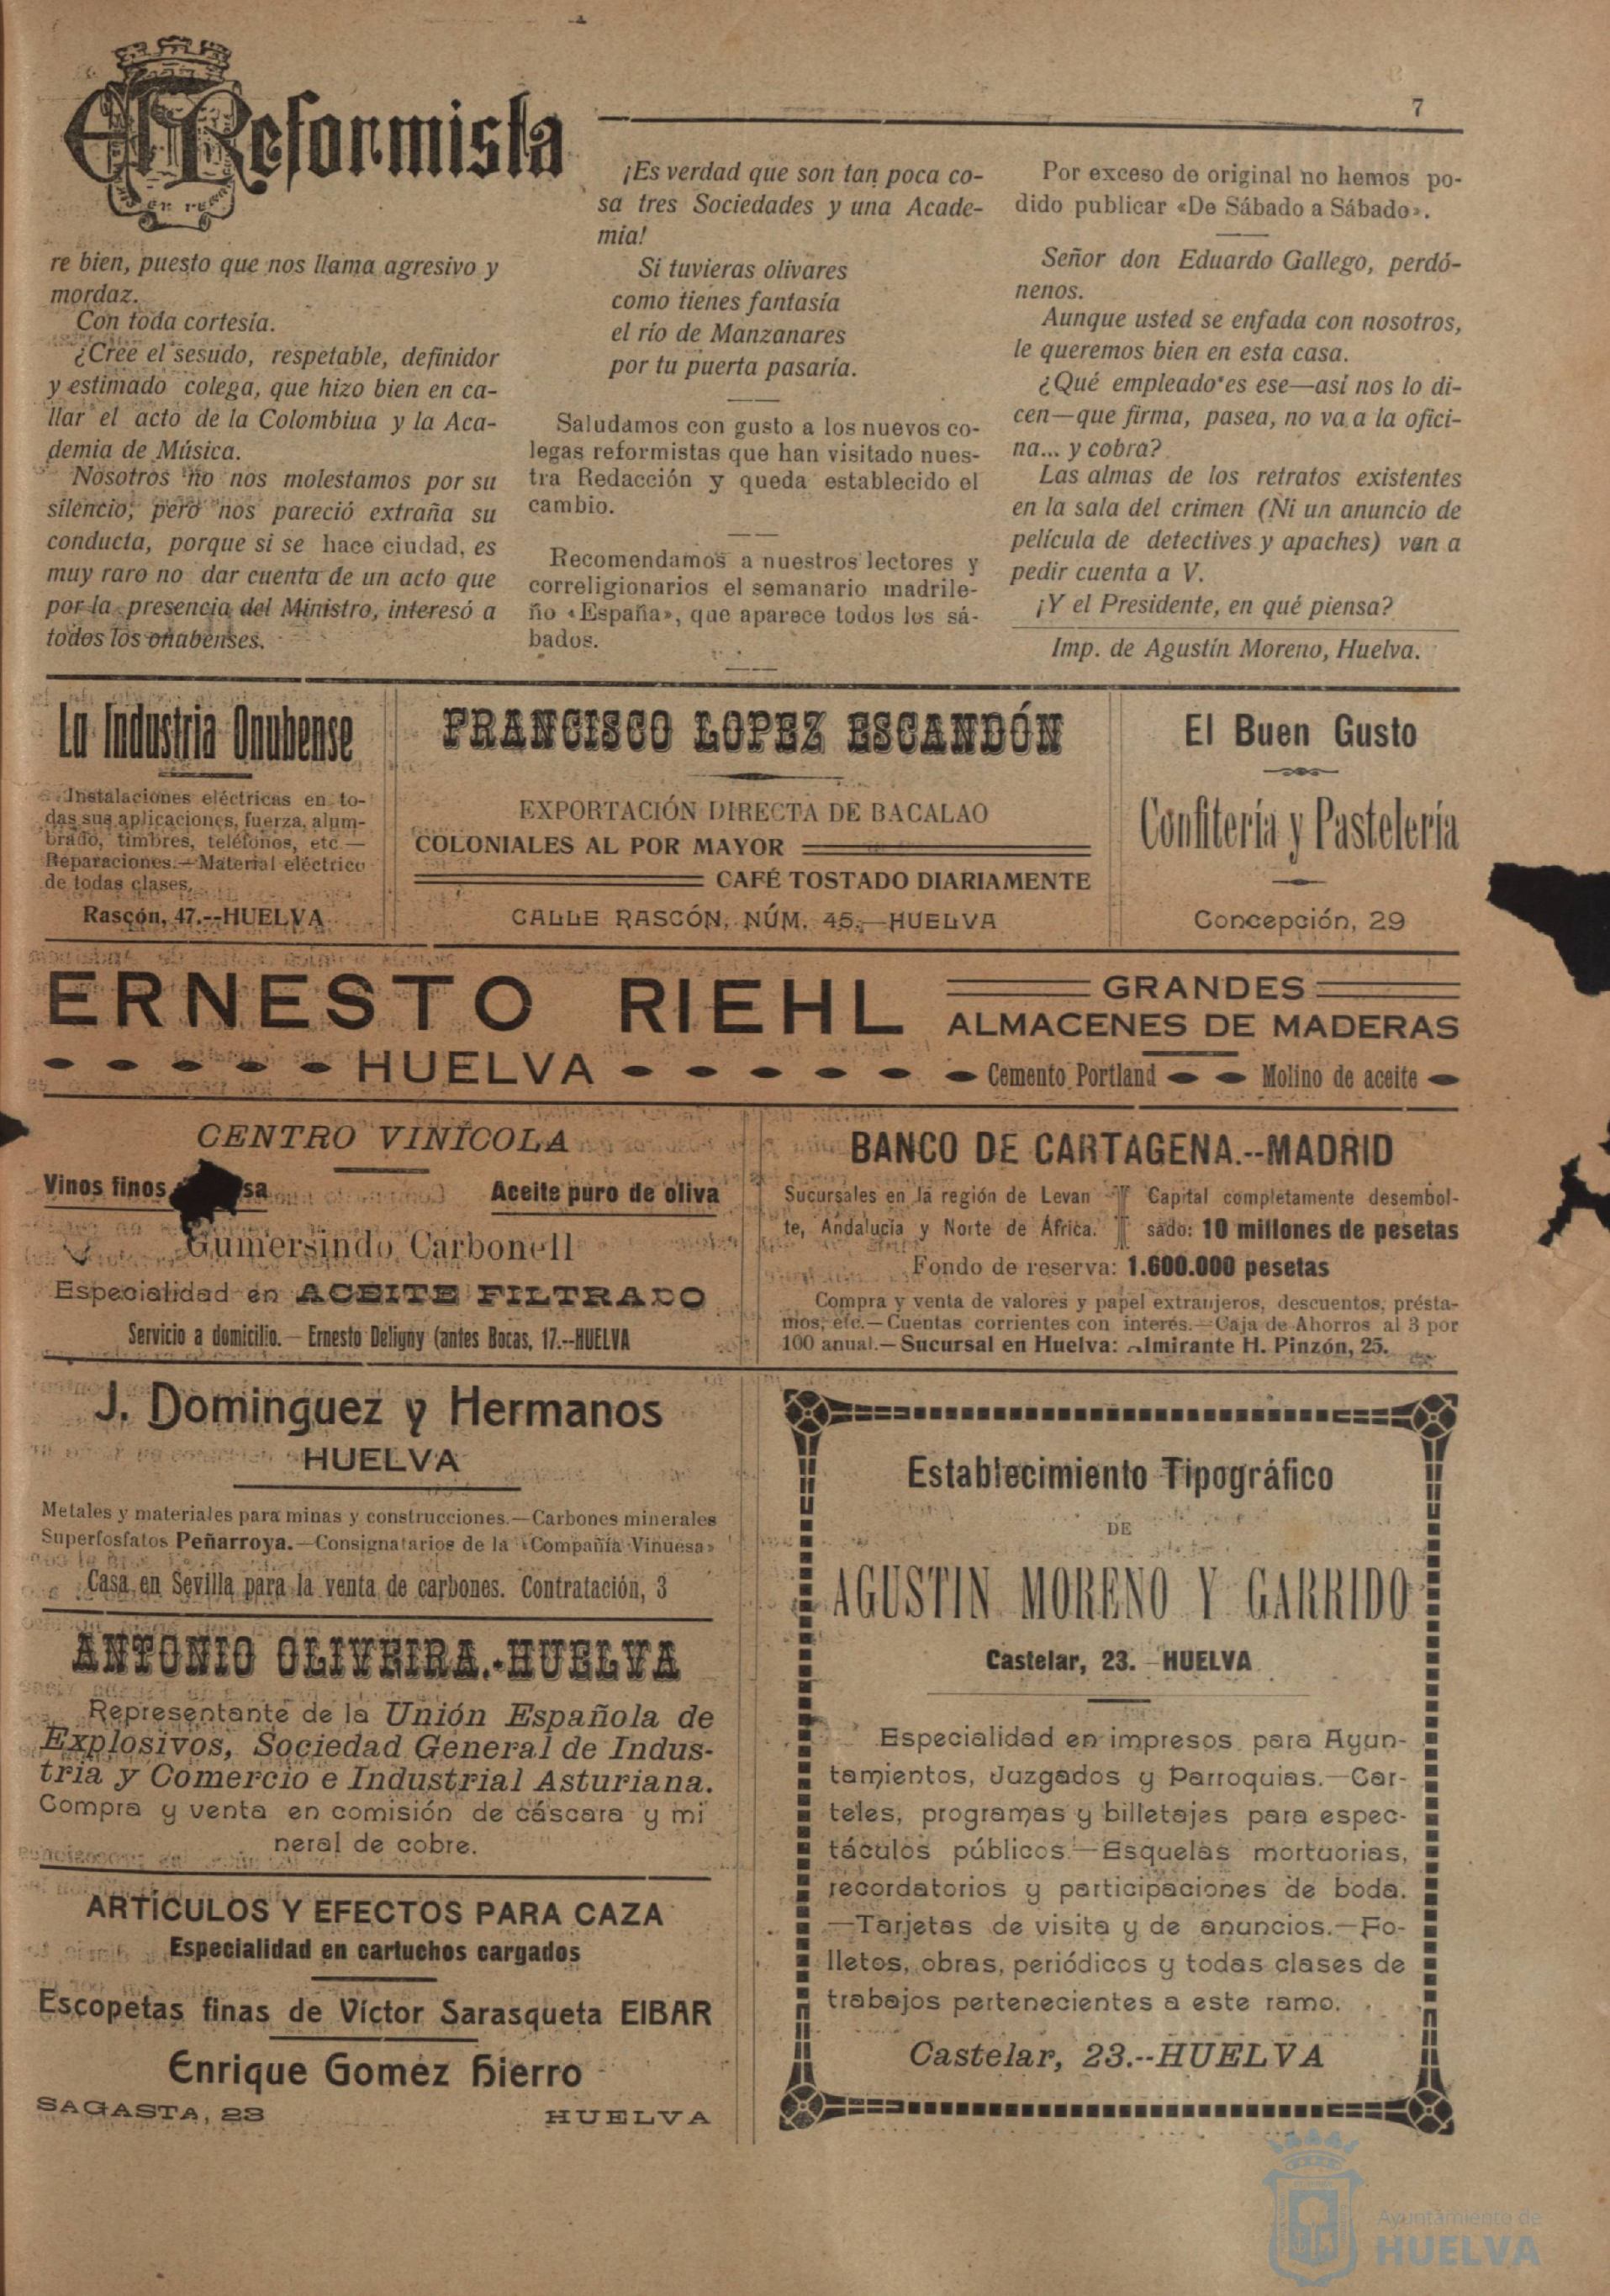 El Reformista
7
re bien, puesto que nos llama agresivo y
mordaz.
Con toda cortesía.
¿Cree el sesudo, respetable, definidor
y estimado colega, que hizo bien en ca-
llar el acto de la Colombiua y la Aca-
demia de Música.
Nosotros no nos molestamos por su
silencio, pero nos pareció extraña su
conducta, porque si se hace ciudad, es
muy raro no dar cuenta de un acto que
por la presencia del Ministro, interesó a
todos los onubenses.
¡Es verdad que son tan poca co-
sa tres Sociedades y una Acade-
mia!
Si tuvieras olivares
como tienes fantasía
el río de Manzanares
por tu puerta pasaría.
Saludamos con gusto a los nuevos co-
legas reformistas que han visitado nues-
tra Redacción y queda establecido el
cambio.
Recomendamos a nuestros lectores y
correligionarios el semanario madrile-
ño «España», que aparece todos los sá-
bados.
Por exceso de original no hemos po-
dido publicar «De Sábado a Sábado».
Señor don Eduardo Gallego, perdó-
nenos.
Aunque usted se enfada con nosotros,
le queremos bien en esta casa.
¿Qué empleado es ese—asi nos lo di-
cen—que firma, pasea, no va a la ofici-
na... y cobra?
Las almas de los retratos existentes
en la sala del crimen (Ni un anuncio de
película de detectives y apaches) van a
pedir cuenta a V.
¡Y el Presidente, en qué piensa?
Imp. de Agustín Moreno, Huelva.
La Industria Onubense
Instalaciones eléctricas en to-
das sus aplicaciones, fuerza, alum-
brado, timbres, teléfonos, etc.—
Reparaciones.—Material eléctrico
de todas clases.
Rascón, 47.--HUELVA
FRANCISCO LOPEZ ESCANDÓN
EXPORTACIÓN DIRECTA DE BACALAO
COLONIALES AL POR MAYOR
CAFÉ TOSTADO DIARIAMENTE
CALLE RASCÓN, NÚM. 45.—HUELVA
El Buen Gusto
Confitería y Pastelería
Concepción, 29
ERNESTO RIEHL
HUELVA
GRANDES
ALMACENES DE MADERAS
Cemento Portland
Molino de aceite
CENTRO VINÍCOLA
Vinos finos
Aceite puro de oliva
Gumersindo Carbonell
Especialidad en ACEITE FILTRADO
Servicio a domicilio.—Ernesto Deligny (antes Bocas, 17.--HUELVA
BANCO DE CARTAGENA.--MADRID
Sucursales en la región de Levan
te, Andalucía y Norte de África.
Capital completamente desembol-
sado: 10 millones de pesetas
Fondo de reserva: 1.600.000 pesetas
Compra y venta de valores y papel extranjeros, descuentos, présta-
mos, etc.—Cuentas corrientes con interés.—Caja de Ahorros al 3 por
100 anual.—Sucursal en Huelva: Almirante H. Pinzón, 25.
J. Dominguez y Hermanos
HUELVA
Metales y materiales para minas y construcciones.—Carbones minerales
Superfosfatos Peñarroya.—Consignatarios de la «Compañía Vinuesa»
Casa en Sevilla para la venta de carbones. Contratación, 3
ANTONIO OLIVEIRA.-HUELVA
Representante de la Unión Española de
Explosivos, Sociedad General de Indus-
tria y Comercio e Industrial Asturiana.
Compra y venta en comisión de cáscara y mi
neral de cobre.
ARTÍCULOS Y EFECTOS PARA CAZA
Especialidad en cartuchos cargados
Escopetas finas de Víctor Sarasqueta EIBAR
Enrique Gomez Hierro
SAGASTA, 23
HUELVA
Establecimiento Tipográfico
DE
AGUSTIN MORENO Y GARRIDO
Castelar, 23.—HUELVA
Especialidad en impresos para Ayun-
tamientos, Juzgados y Parroquias.—Car-
teles, programas y billetajes para espec-
táculos públicos.—Esquelas mortuorias,
recordatorios y participaciones de boda.
—Tarjetas de visita y de anuncios.—Fo-
lletos, obras, periódicos y todas clases de
trabajos pertenecientes a este ramo.
Castelar, 23.--HUELVA
Ayuntamiento de
HUELVA